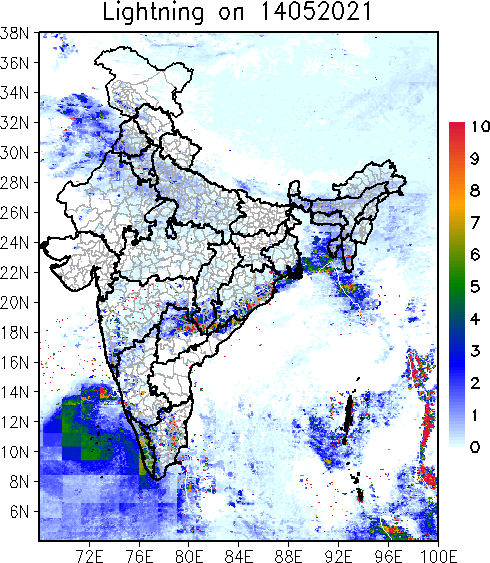 Lightning on 14052021
38N
36N
34N
32N
30N
28N
26N
24N
22N
20N
18N
16N
14N
12N
10N
8N
6N
72E 76E 80E 84E 88E 92E 96E 100E
10
9
8
7
6
5
4
3
2
1
0